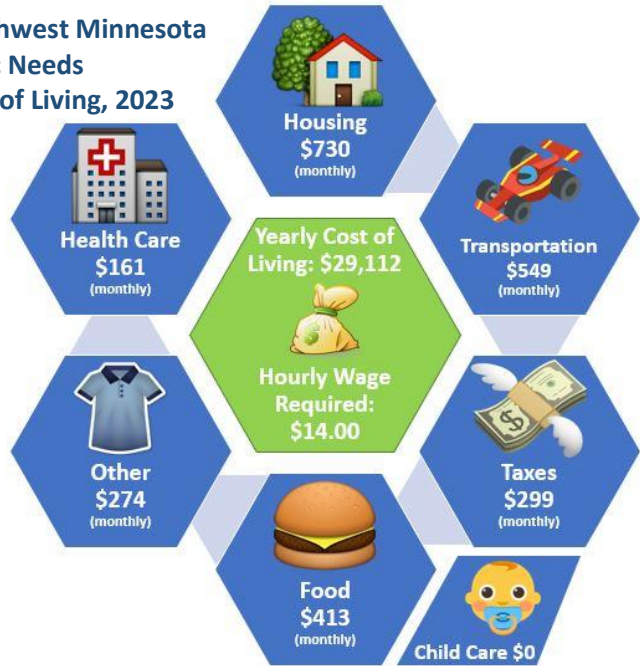 Minnesota
Needs
of Living, 2023
Housing
$730
(monthly)
Health Care
$161
(monthly)
Yearly Cost of
Living: $29,112
Hourly Wage
Required:
$14.00
Transportation
$549
(monthly)
Other
$274
(monthly)
Taxes
$299
(monthly)
Food
$413
(monthly)
Child Care $0